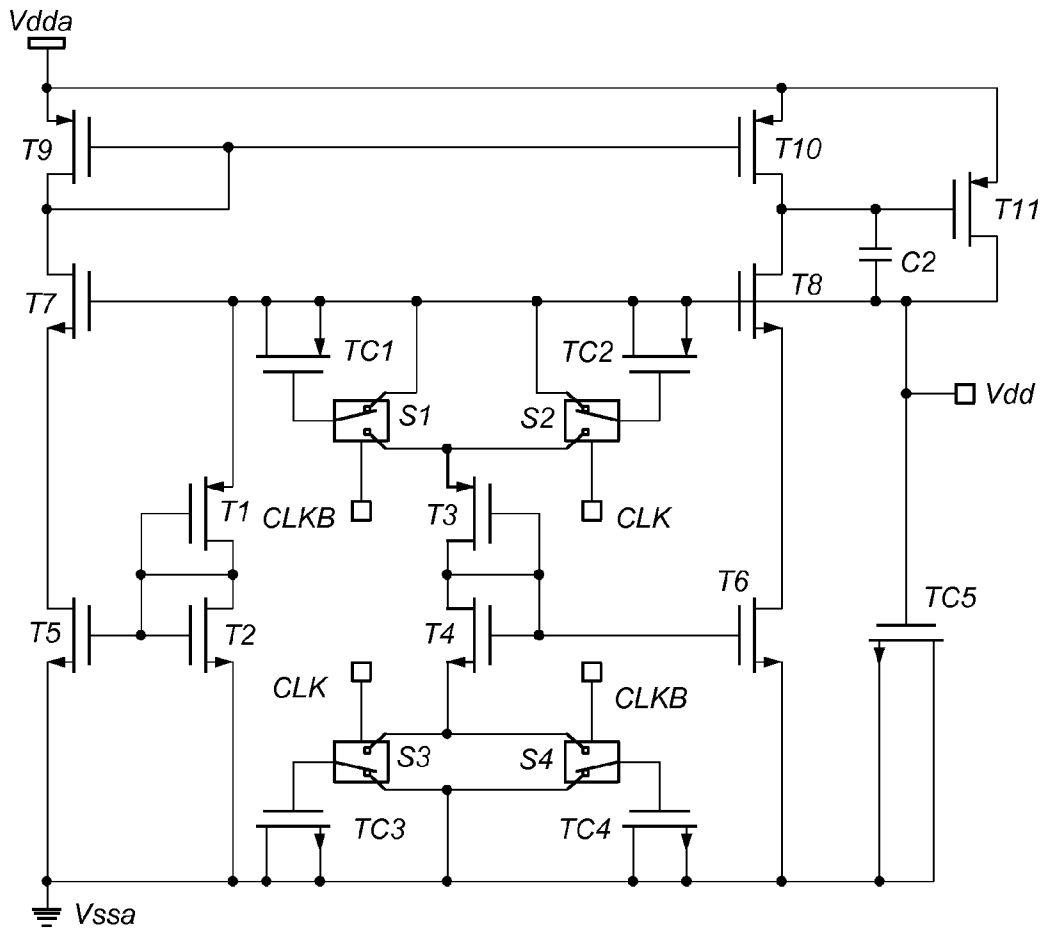 Vdda
T9
T10
T11
C2
T7
T8
TC1
TC2
S1
S2
Vdd
T1
CLKB
T3
CLK
T6
TC5
T5
T2
T4
CLK
CLKB
S3
S4
TC3
TC4
Vssa